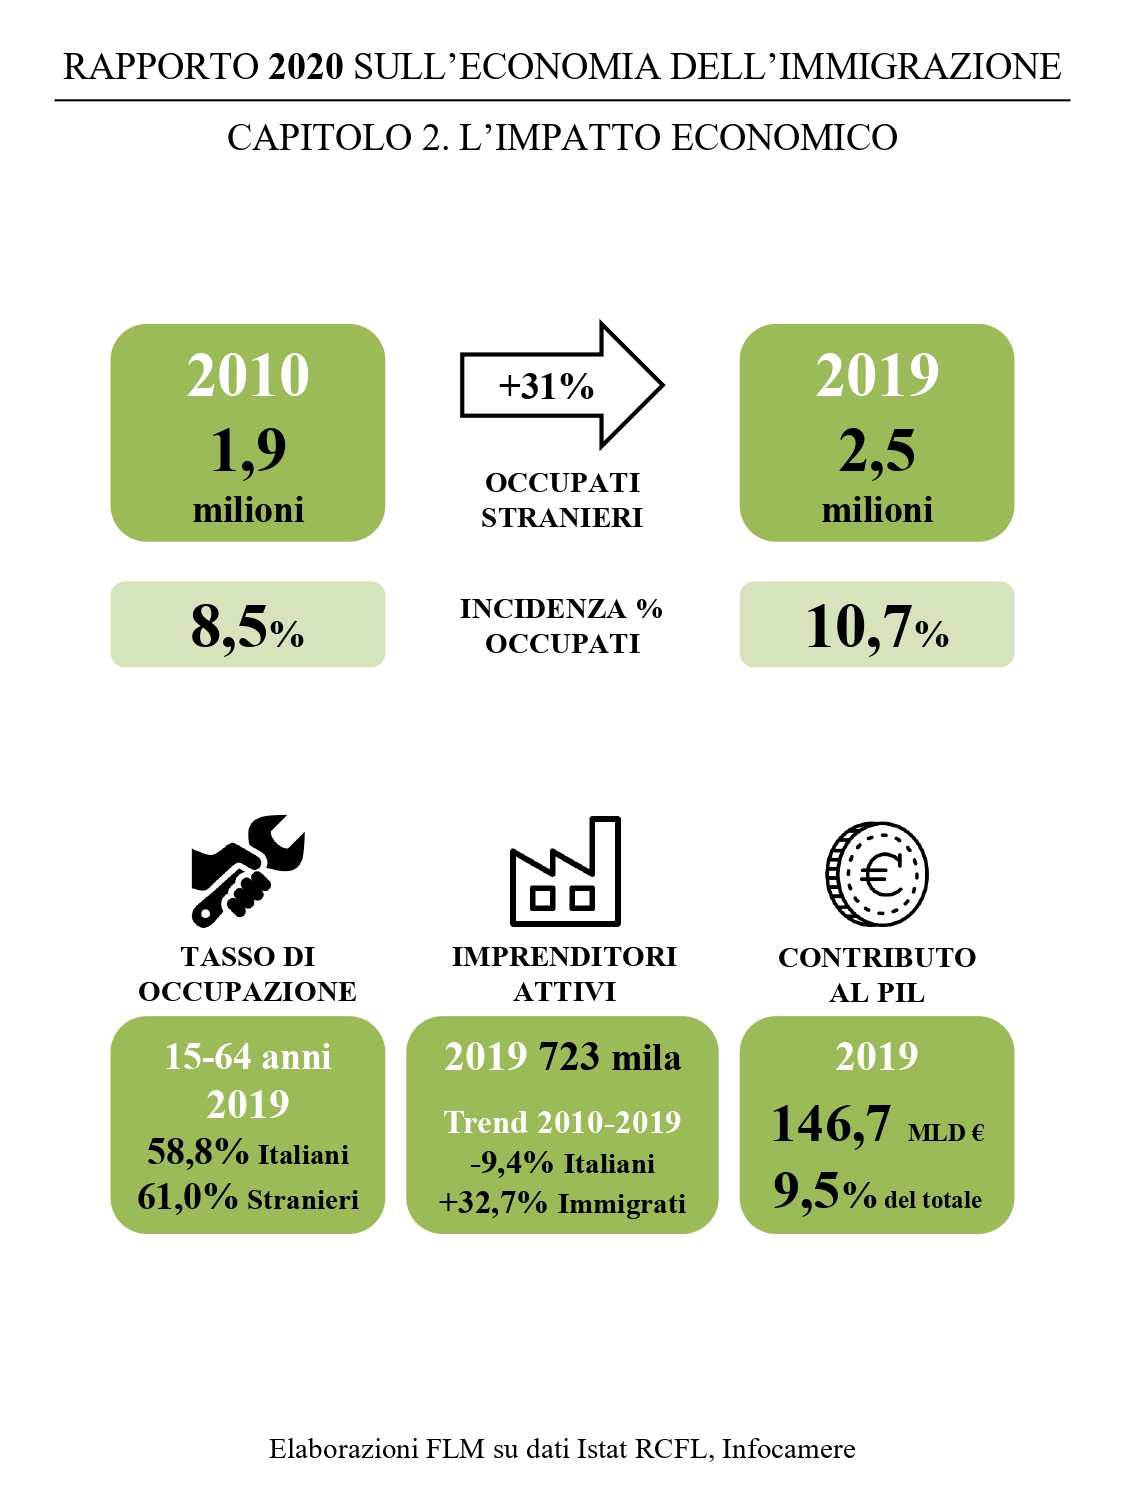 RAPPORTO 2020 SULL’ECONOMIA DELL’IMMIGRAZIONE
CAPITOLO 2. L’IMPATTO ECONOMICO
2010
1,9
milioni
+31%
OCCUPATI
STRANIERI
2019
2,5
milioni
8,5%
INCIDENZA %
OCCUPATI
10,7%
TASSO DI
OCCUPAZIONE
15-64 anni
2019
58,8% Italiani
61,0% Stranieri
IMPRENDITORI
ATTIVI
2019 723 mila
Trend 2010-2019
-9,4% Italiani
+32,7% Immigrati
CONTRIBUTO
AL PIL
2019
146,7 MLD €
9,5% del totale
Elaborazioni FLM su dati Istat RCFL, Infocamere